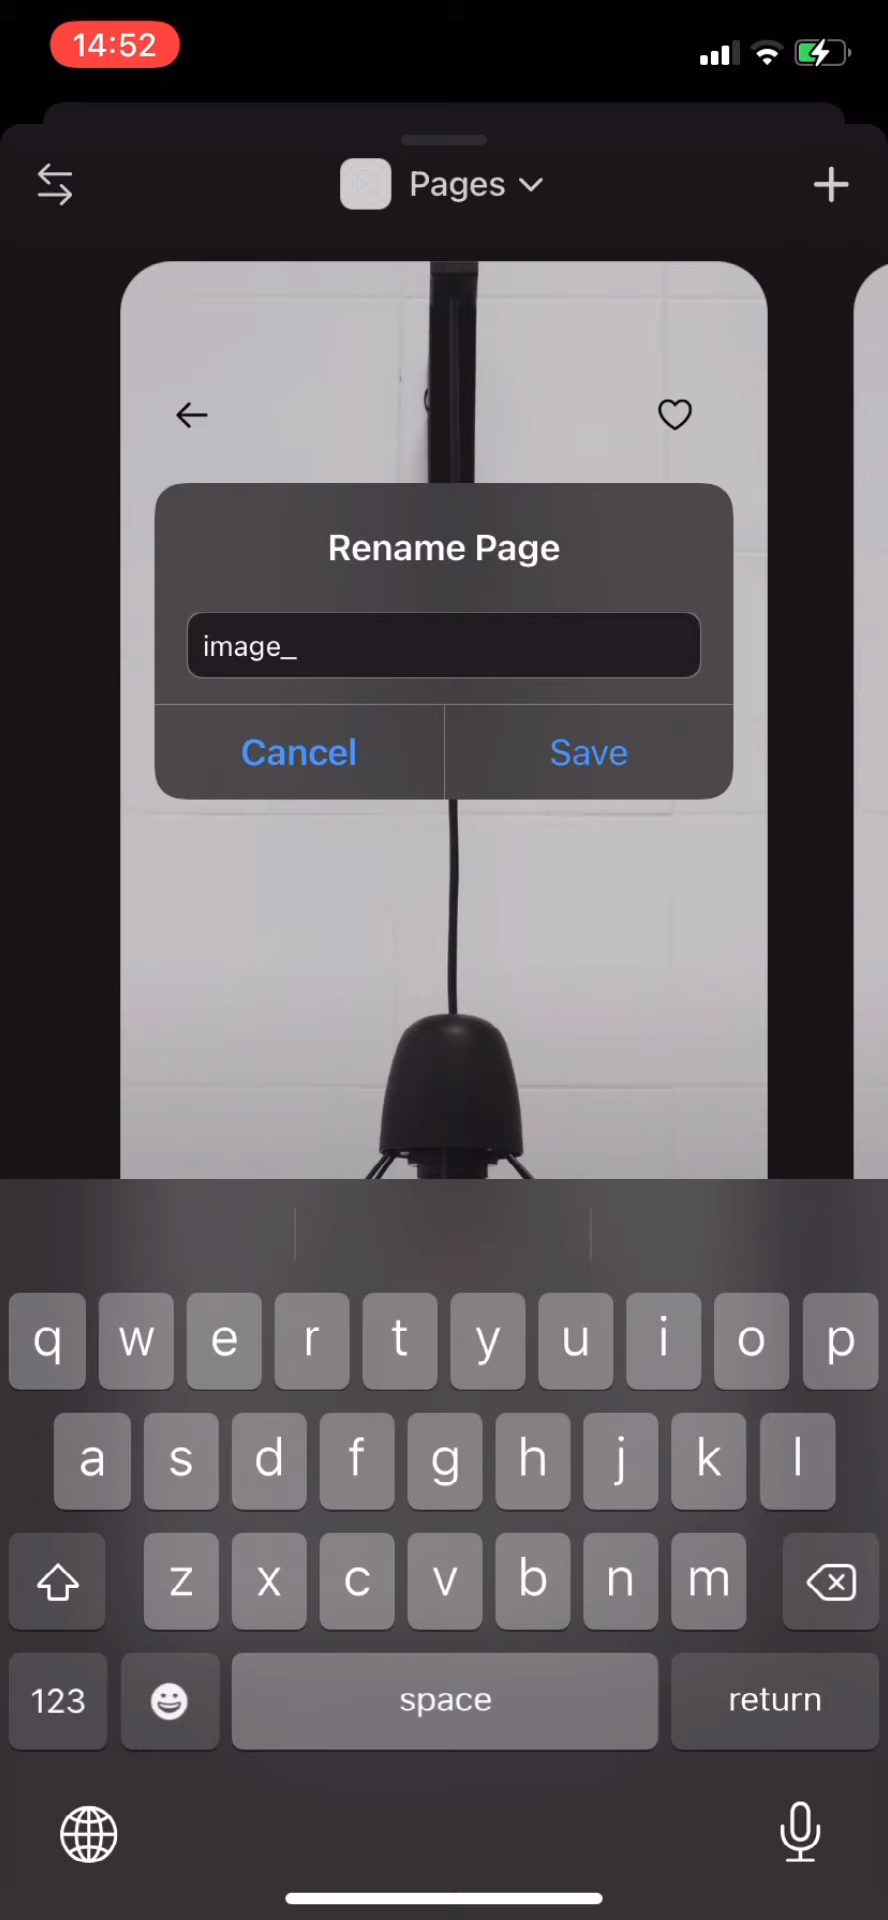 14:52
Pages
Rename Page
image_
Cancel Save
q w e r t y u i o p
a s d f g h j k l
z x c v b n m
123 space return